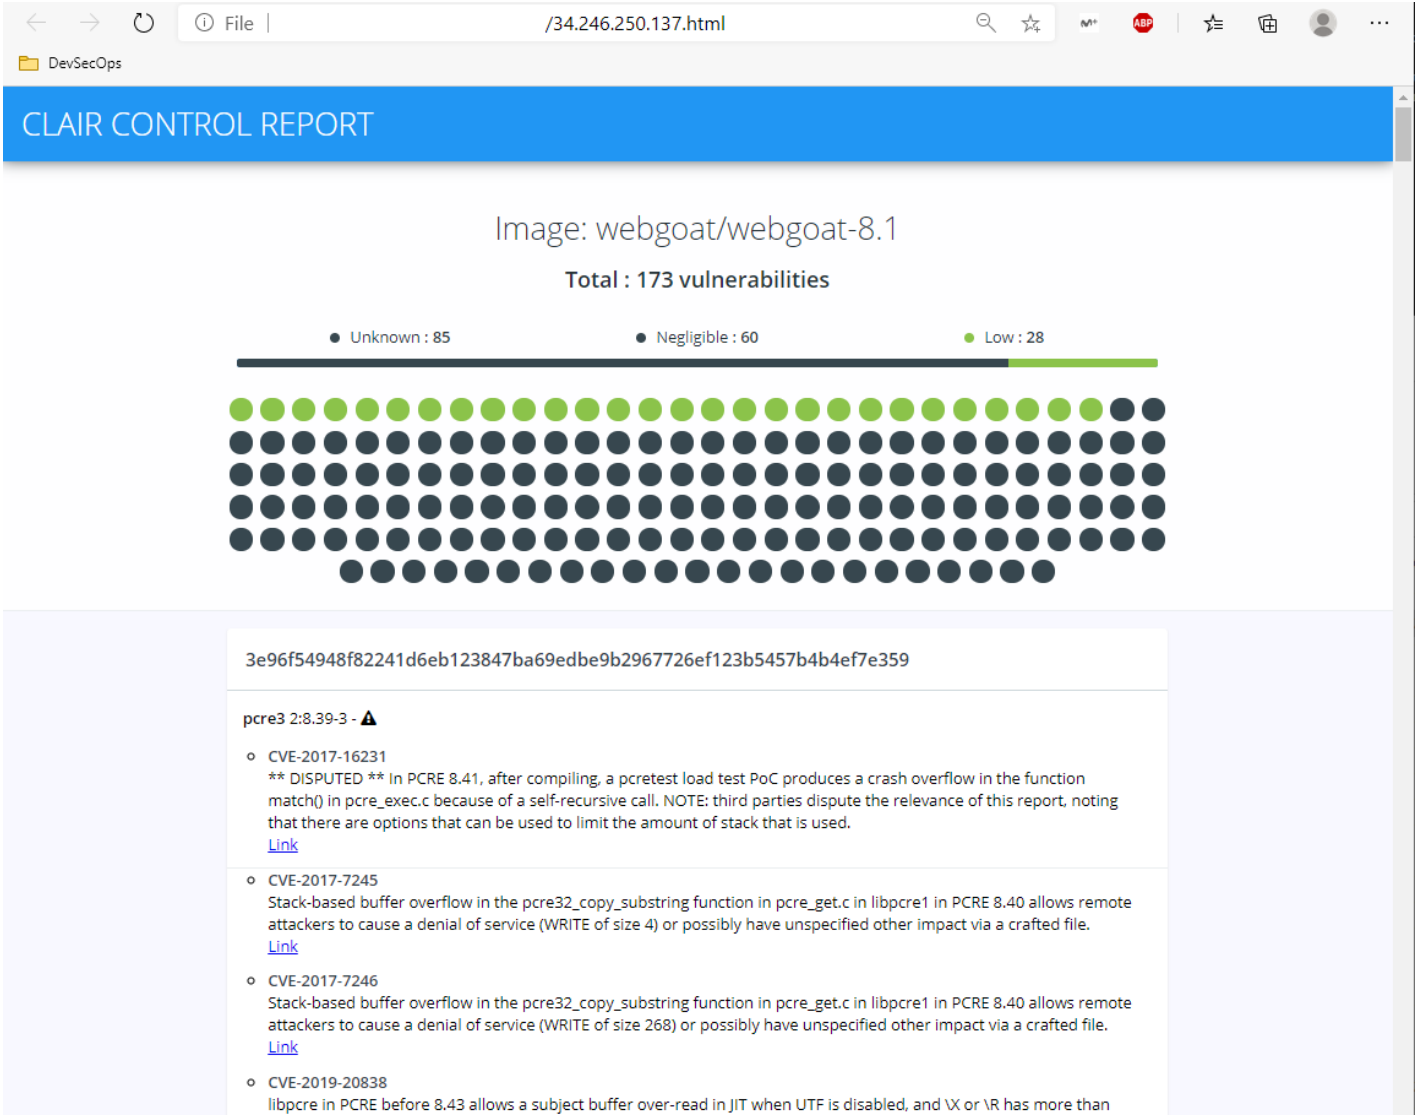 File
/34.246.250.137.html
M+
ABP
DevSecOps
CLAIR CONTROL REPORT
Image: webgoat/webgoat-8.1
Total : 173 vulnerabilities
Unknown : 85
Negligible : 60
Low : 28
3e96f54948f82241d6eb123847ba69edbe9b2967726ef123b5457b4b4ef7e359
pcre3 2:8.39-3 -
CVE-2017-16231
** DISPUTED ** In PCRE 8.41, after compiling, a pcretest load test PoC produces a crash overflow in the function
match() in pcre_exec.c because of a self-recursive call. NOTE: third parties dispute the relevance of this report, noting
that there are options that can be used to limit the amount of stack that is used.
Link
CVE-2017-7245
Stack-based buffer overflow in the pcre32_copy_substring function in pcre_get.c in libpcre1 in PCRE 8.40 allows remote
attackers to cause a denial of service (WRITE of size 4) or possibly have unspecified other impact via a crafted file.
Link
CVE-2017-7246
Stack-based buffer overflow in the pcre32_copy_substring function in pcre_get.c in libpcre1 in PCRE 8.40 allows remote
attackers to cause a denial of service (WRITE of size 268) or possibly have unspecified other impact via a crafted file.
Link
CVE-2019-20838
libpcre in PCRE before 8.43 allows a subject buffer over-read in JIT when UTF is disabled, and \X or \R has more than